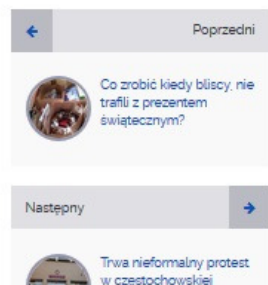 Poprzedni
Co zrobić kiedy bliscy, nie
trafili z prezentem
świątecznym?
Następny
Trwa nieformalny protest
w częstochowskiej